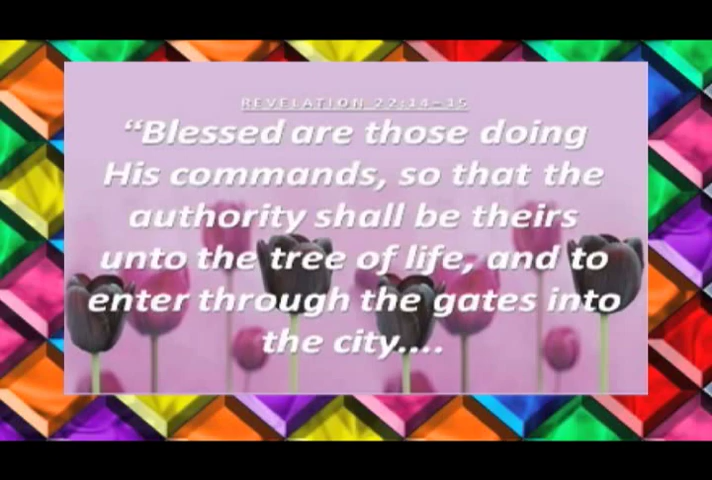 REVELATION 22:14-15
“Blessed are those doing
His commands, so that the
authority shall be theirs
unto the tree of life, and to
enter through the gates into
the city....